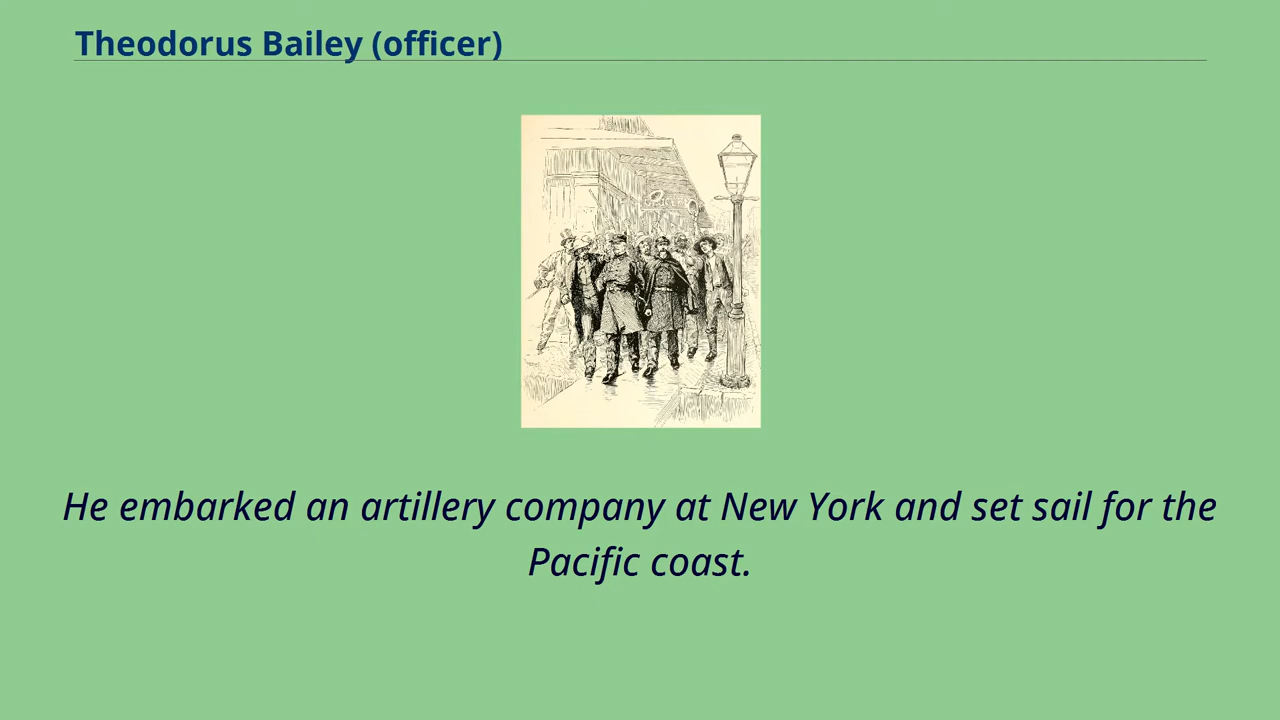 Theodorus Bailey (officer)
He embarked an artillery company at New York and set sail for the
Pacific coast.